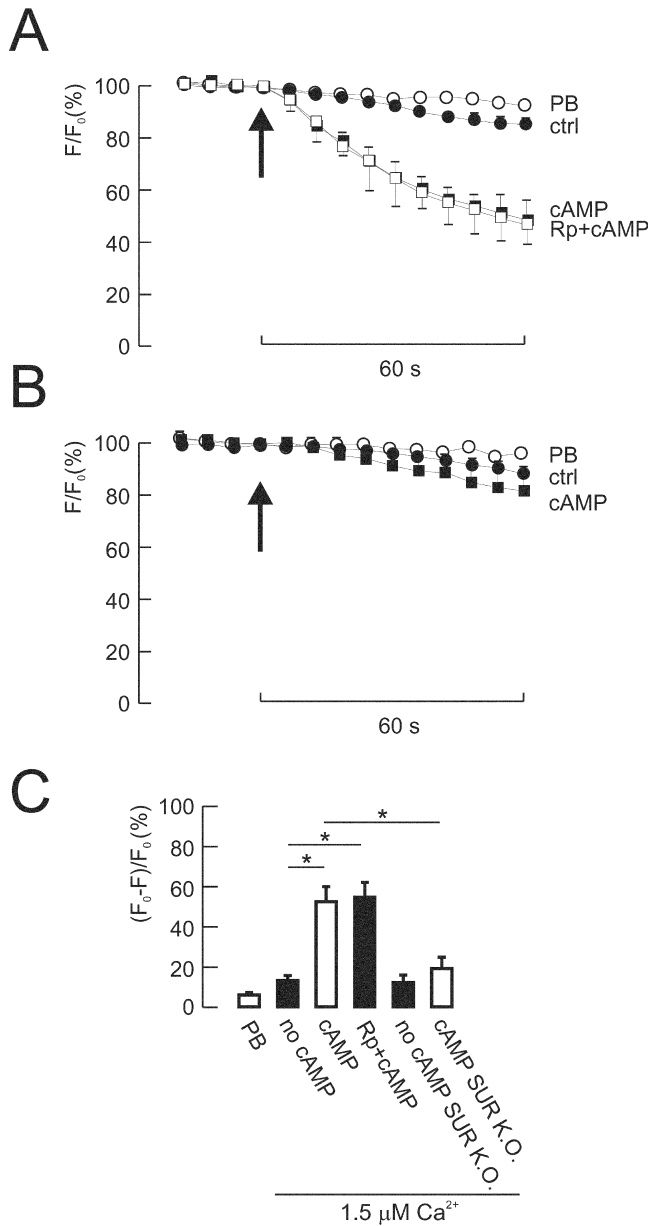 A
F/F0(%)
100
80
60
40
20
0
PB
ctrl
cAMP
Rp+cAMP
60 s
B
F/F0(%)
100
80
60
40
20
0
PB
ctrl
cAMP
60 s
C
(F0-F)/F0(%)
100
80
60
40
20
0
*
*
*
PB
no cAMP
cAMP
Rp+cAMP
no cAMP SUR K.O.
cAMP SUR K.O.
1.5 µM Ca2+